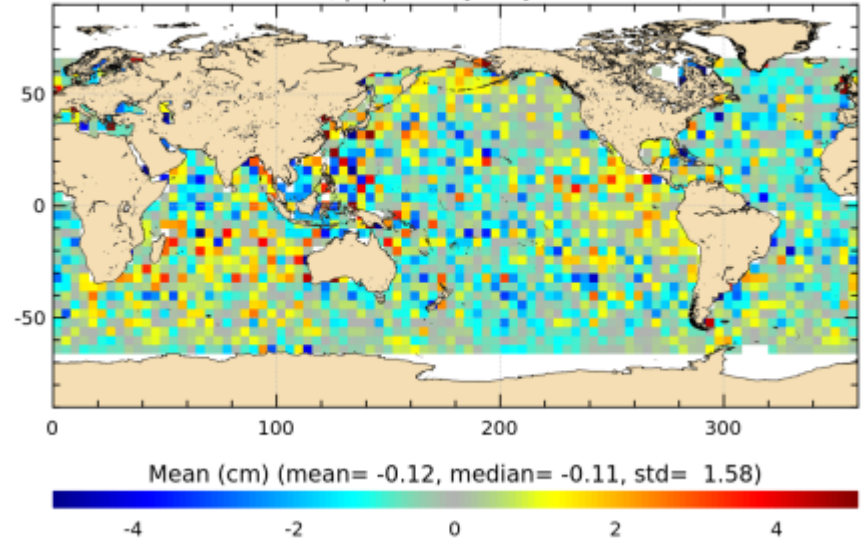 50
0
-50
0 100 200 300
Mean (cm) (mean= -0.12, median= -0.11, std= 1.58)
-4 -2 0 2 4